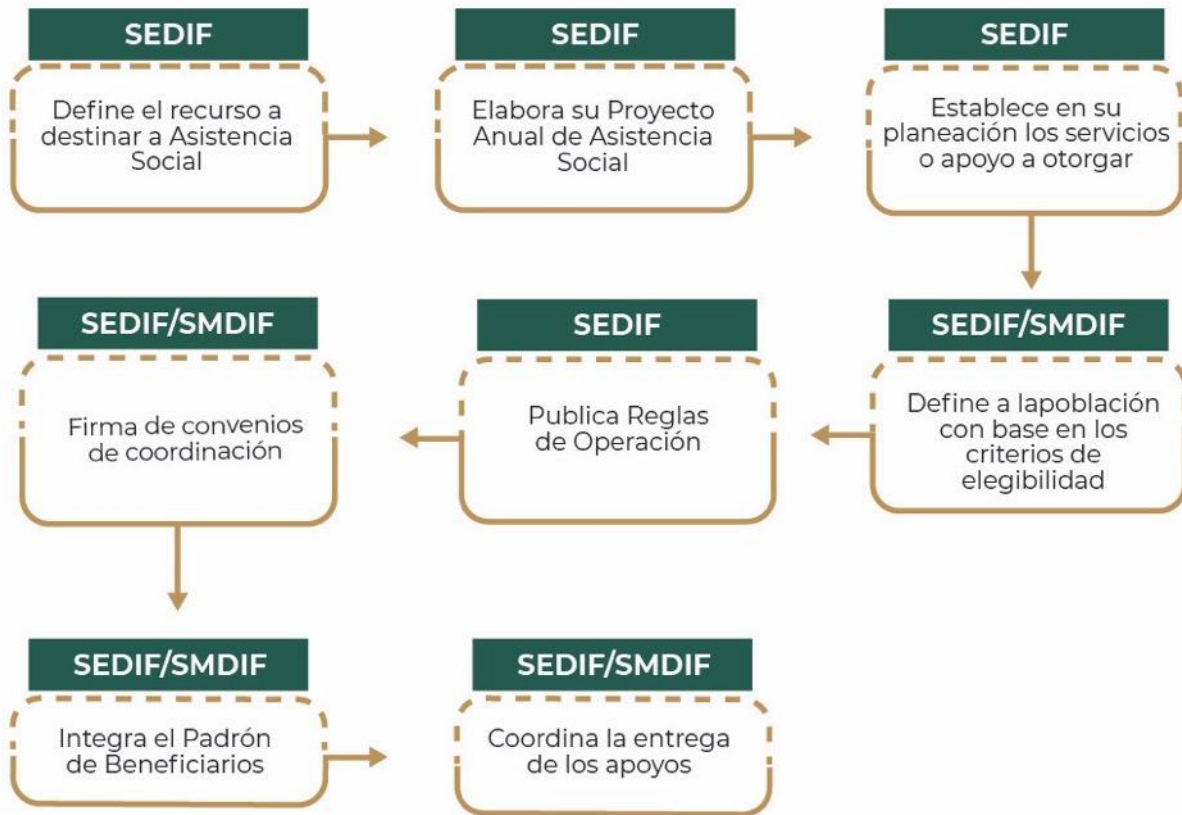 SEDIF
Define el recurso a
destinar a Asistencia
Social
SEDIF
Elabora su Proyecto
Anual de Asistencia
Social
SEDIF
Establece en su
planeación los servicios
o apoyo a otorgar
SEDIF/SMDIF
Define a lapoblación
con base en los
criterios de
elegibilidad
SEDIF
Publica Reglas
de Operación
SEDIF/SMDIF
Firma de convenios
de coordinación
SEDIF/SMDIF
Integra el Padrón
de Beneficiarios
SEDIF/SMDIF
Coordina la entrega
de los apoyos